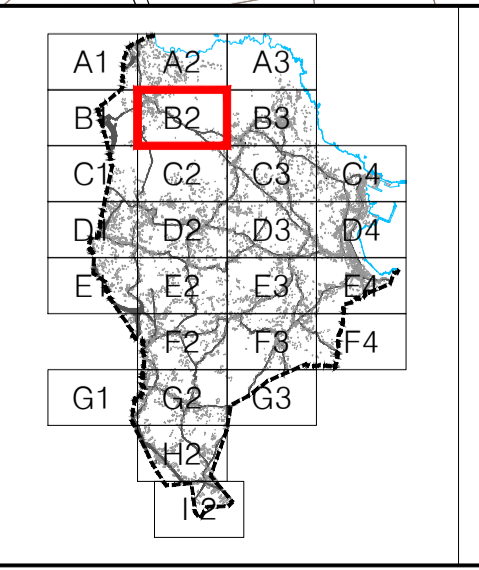 A1 A2 A3
B1 B2 B3
C1 C2 C3 C4
D1 D2 D3 D4
E1 E2 E3 E4
F2 F3 F4
G1 G2 G3
H2
I2